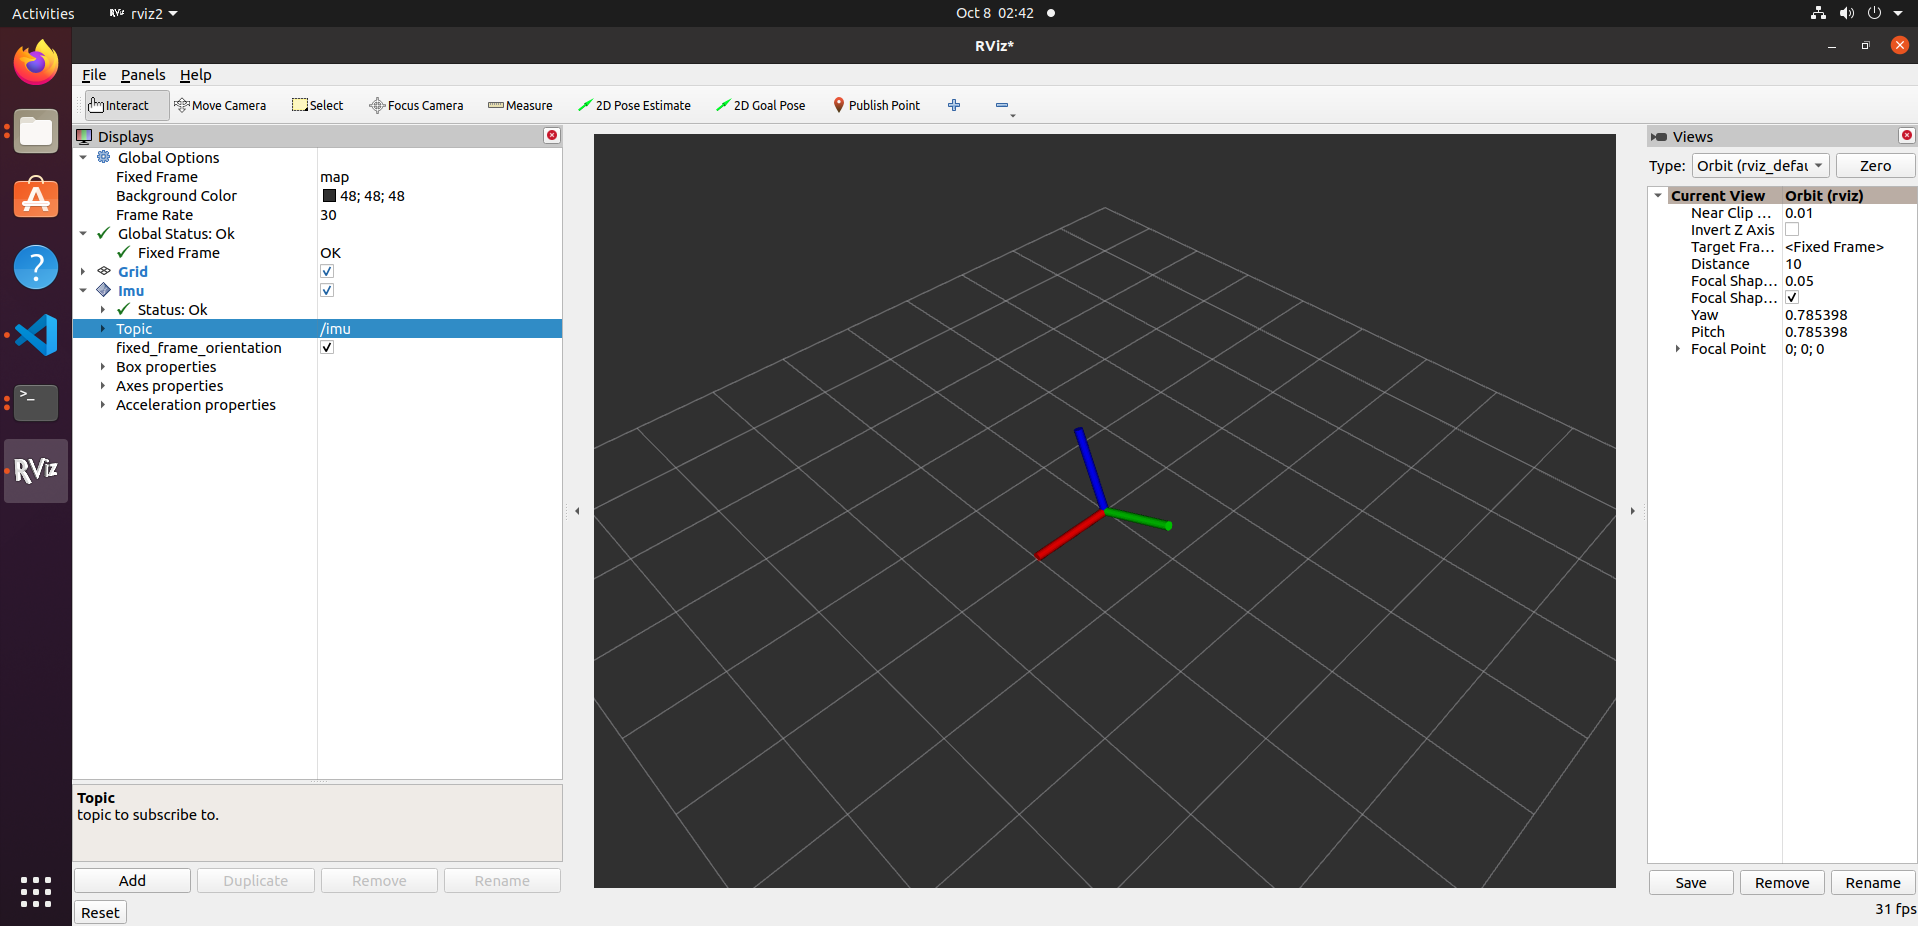 Activities rviz2 Oct 8 02:42
RViz*
File Panels Help
Interact Move Camera Select Focus Camera Measure 2D Pose Estimate 2D Goal Pose Publish Point
Displays
Global Options
Fixed Frame map
Background Color 48; 48; 48
Frame Rate 30
Global Status: Ok
Fixed Frame OK
Grid
Imu
Status: Ok
Topic /imu
fixed_frame_orientation
Box properties
Axes properties
Acceleration properties
Topic
topic to subscribe to.
Add Duplicate Remove Rename
Reset
RViz
Views
Type: Orbit (rviz_defau Zero
Current View Orbit (rviz)
Near Clip ... 0.01
Invert Z Axis
Target Fra... <Fixed Frame>
Distance 10
Focal Shap... 0.05
Focal Shap...
Yaw 0.785398
Pitch 0.785398
Focal Point 0; 0; 0
Save Remove Rename
31 fps